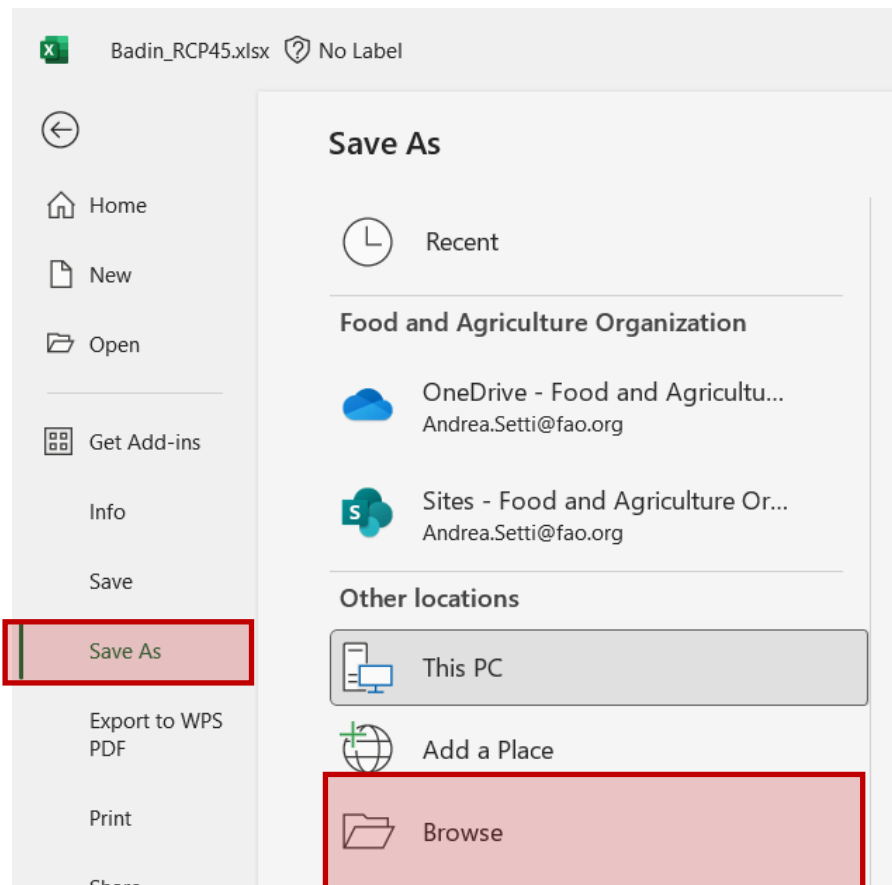 Badin_RCP45.xlsx No Label
Save As
Home
New
Open
Get Add-ins
Info
Save
Save As
Export to WPS
PDF
Print
Recent
Food and Agriculture Organization
OneDrive - Food and Agricultu...
Andrea.Setti@fao.org
Sites - Food and Agriculture Or...
Andrea.Setti@fao.org
Other locations
This PC
Add a Place
Browse